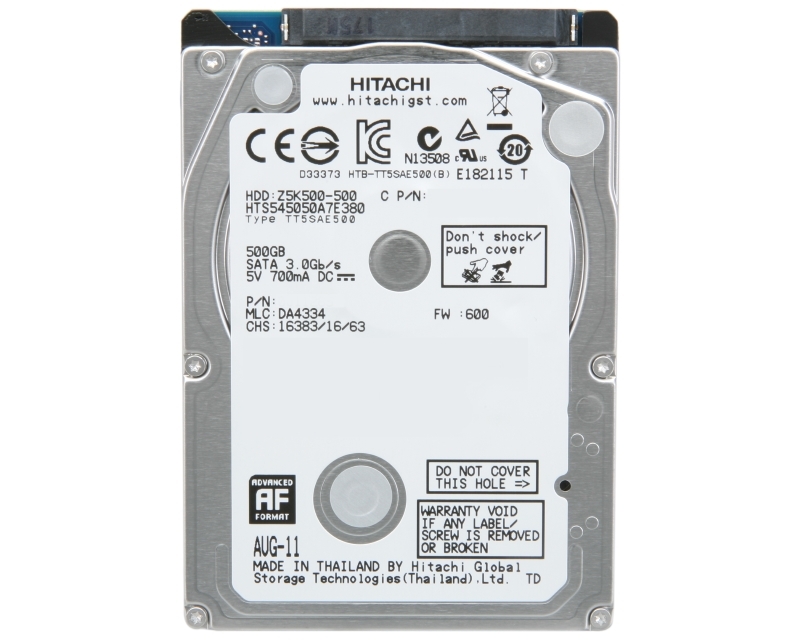 HITACHI
www.hitachigst.com
N13508 c RU us 20
D33373 HTB-TT5SAE500(B) E182115 T
HDD:Z5K500-500 C P/N:
HTS545050A7E380
Type TT5SAE500
Don't shock/
push cover
500GB
SATA 3.0Gb/s
5V 700mA DC
P/N:
MLC:DA4334 FW :600
CHS:16383/16/63
DO NOT COVER
THIS HOLE =>
ADVANCED
AF
FORMAT
WARRANTY VOID
IF ANY LABEL/
SCREW IS REMOVED
OR BROKEN
AUG-11
MADE IN THAILAND BY Hitachi Global
Storage Technologies(Thailand).Ltd. TD